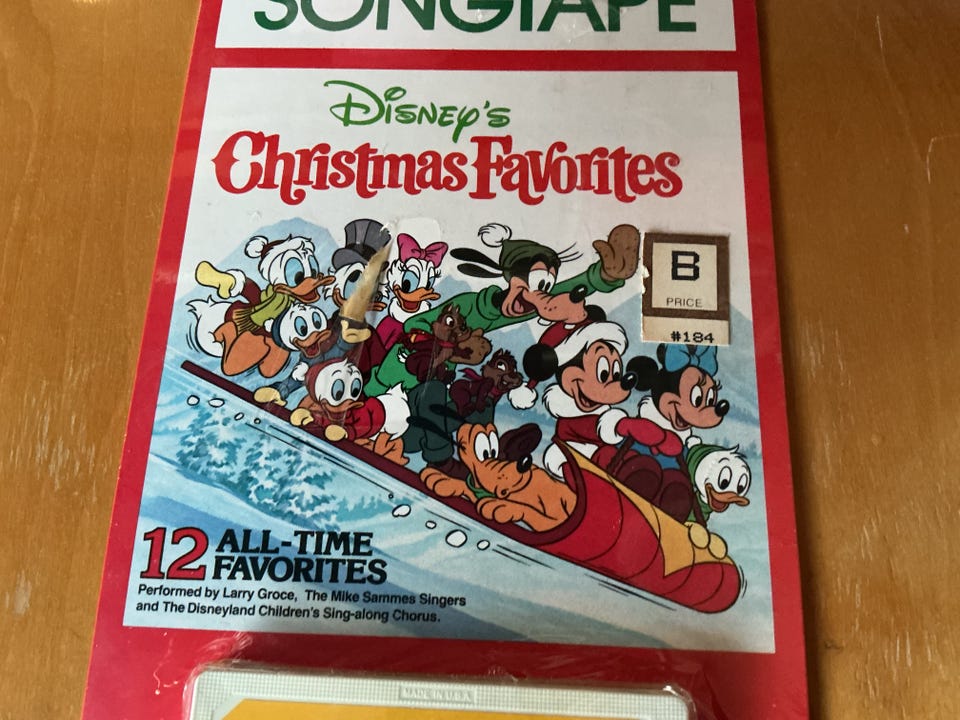 SONGTAPE
DISNEY'S
Christmas Favorites
B
PRICE
#184
12 ALL-TIME
FAVORITES
Performed by Larry Groce, The Mike Sammes Singers
and The Disneyland Children's Sing-along Chorus.
MADE IN U.S.A.